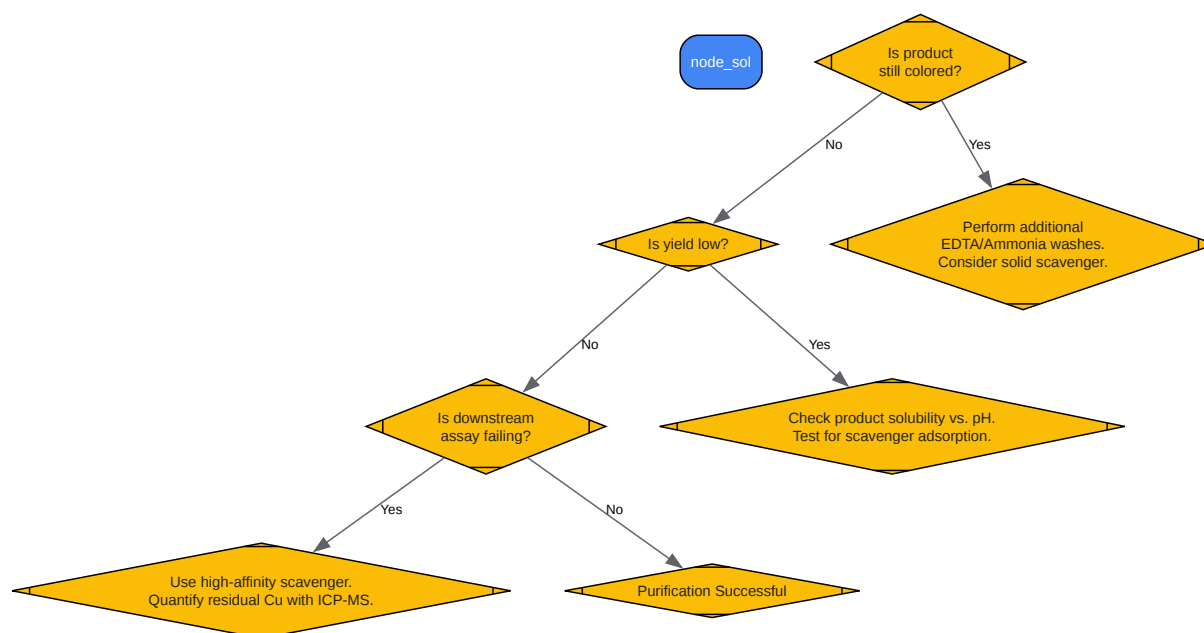 Is product
still colored?
node_sol
No
Yes
Is yield low?
Perform additional
EDTA/Ammonia washes.
Consider solid scavenger.
No
Yes
Is downstream
assay failing?
Check product solubility vs. pH.
Test for scavenger adsorption.
Yes
No
Use high-affinity scavenger.
Quantify residual Cu with ICP-MS.
Purification Successful